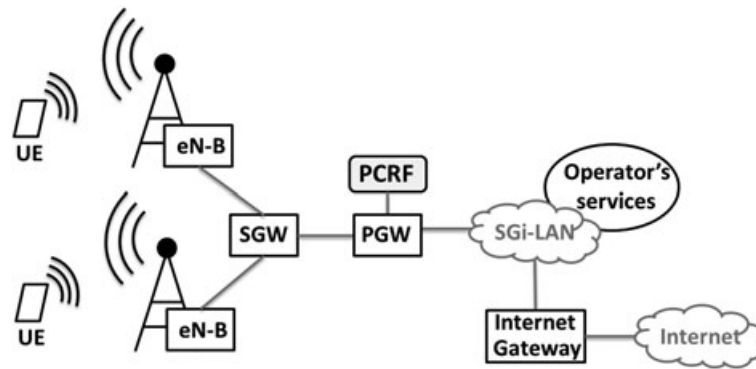 UE
eN-B
PCRF
Operator's
services
SGW
PGW
SGi-LAN
UE
eN-B
Internet
Gateway
Internet